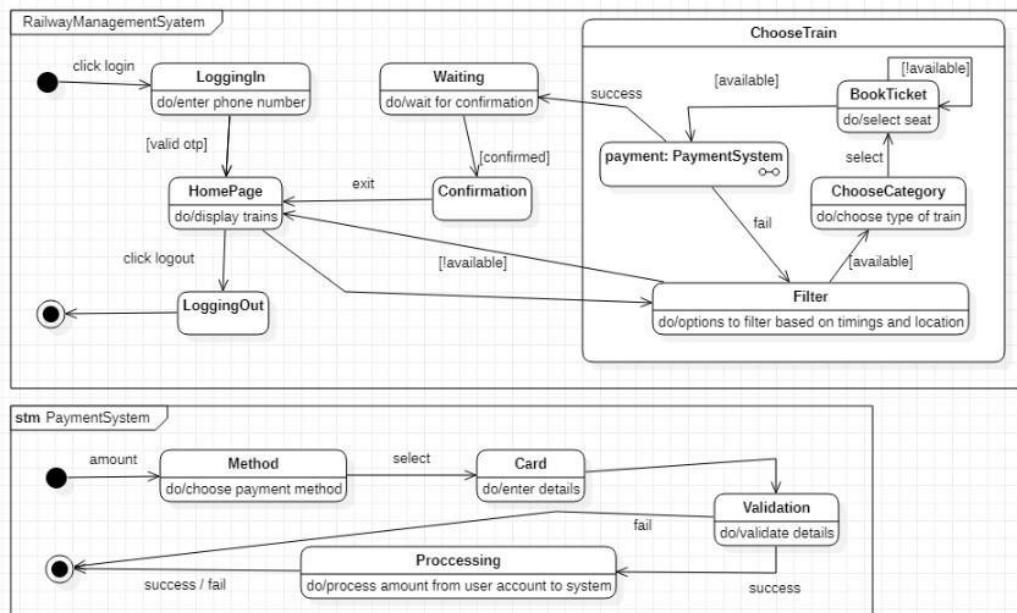 RailwayManagementSyatem
ChooseTrain
click login
LoggingIn
do/enter phone number
Waiting
do/wait for confirmation
success
[available]
[!available]
BookTicket
do/select seat
[valid otp]
[confirmed]
payment: PaymentSystem
select
HomePage
do/display trains
exit
Confirmation
ChooseCategory
do/choose type of train
fail
click logout
[!available]
[available]
LoggingOut
Filter
do/options to filter based on timings and location
stm PaymentSystem
amount
Method
do/choose payment method
select
Card
do/enter details
Validation
do/validate details
fail
Proccessing
do/process amount from user account to system
success / fail
success